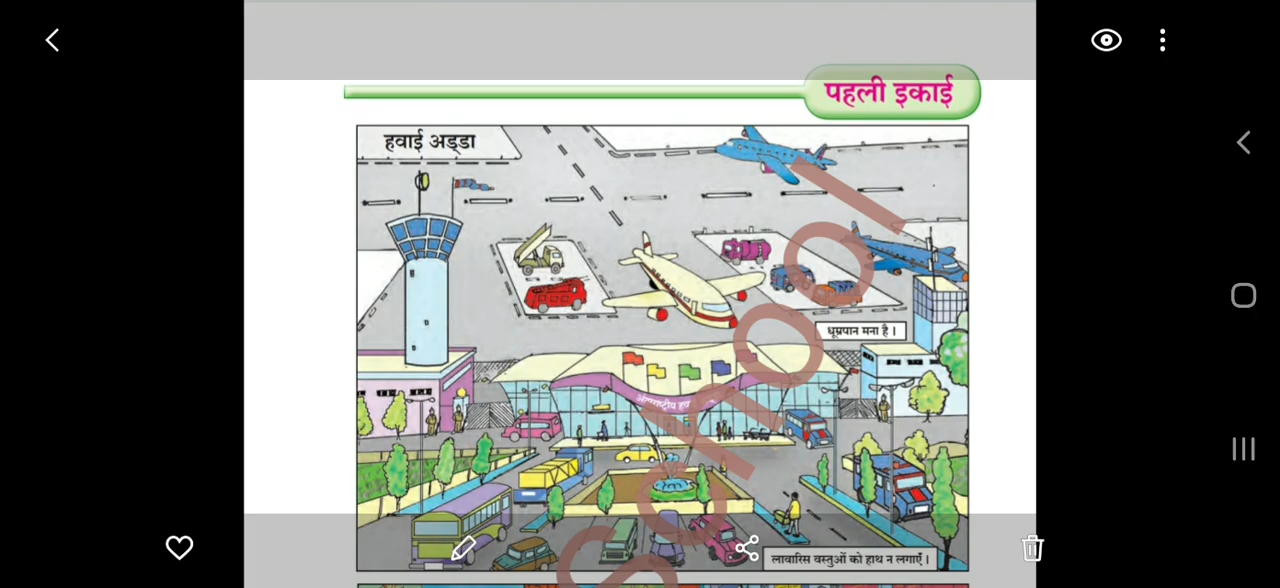 पहली इकाई
हवाई अड्डा
धूम्रपान मना है ।
लावारिस वस्तुओं को हाथ न लगाएँ ।